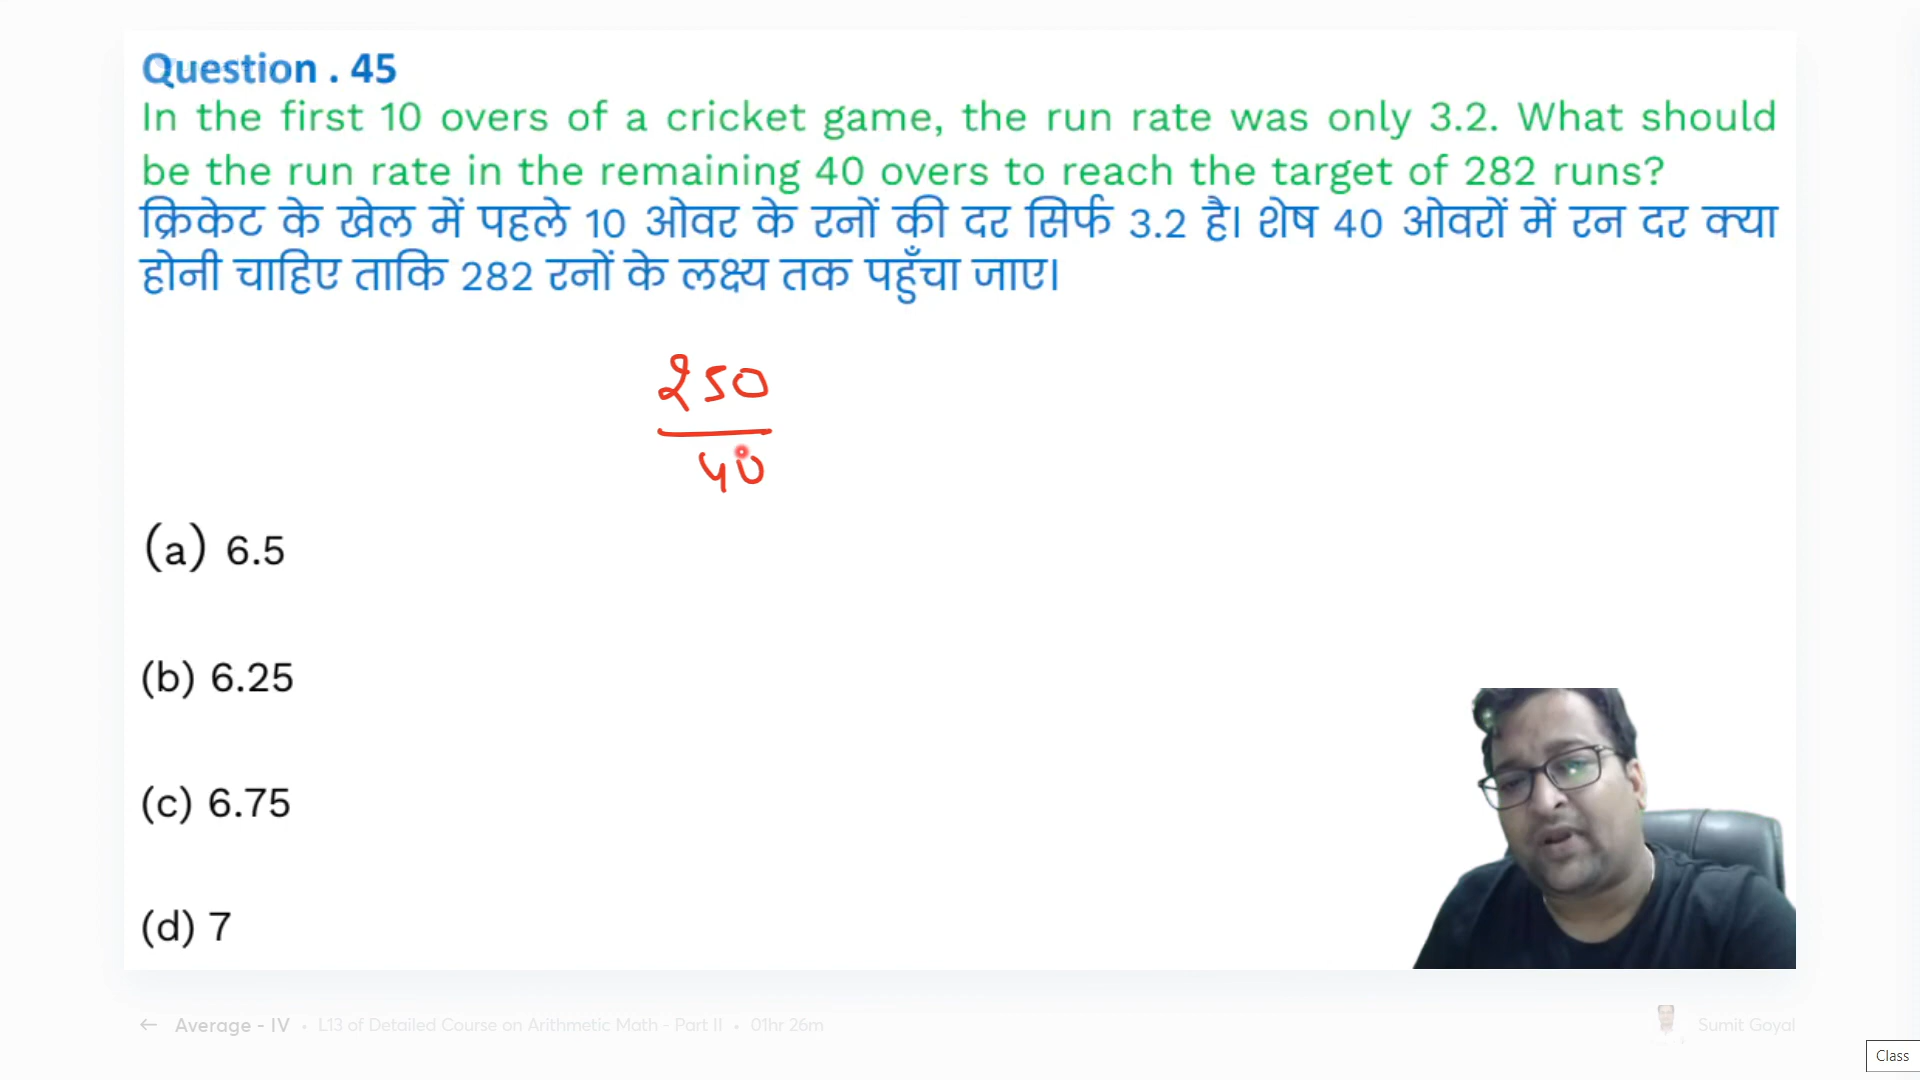 Question . 45
In the first 10 overs of a cricket game, the run rate was only 3.2. What should
be the run rate in the remaining 40 overs to reach the target of 282 runs?
क्रिकेट के खेल में पहले 10 ओवर के रनों की दर सिर्फ 3.2 है। शेष 40 ओवरों में रन दर क्या
होनी चाहिए ताकि 282 रनों के लक्ष्य तक पहुँचा जाए।
250
40
(a) 6.5
(b) 6.25
(c) 6.75
(d) 7
← Average - IV • L13 of Detailed Course on Arithmetic Math - Part II • 01hr 26m
Sumit Goyal
Class